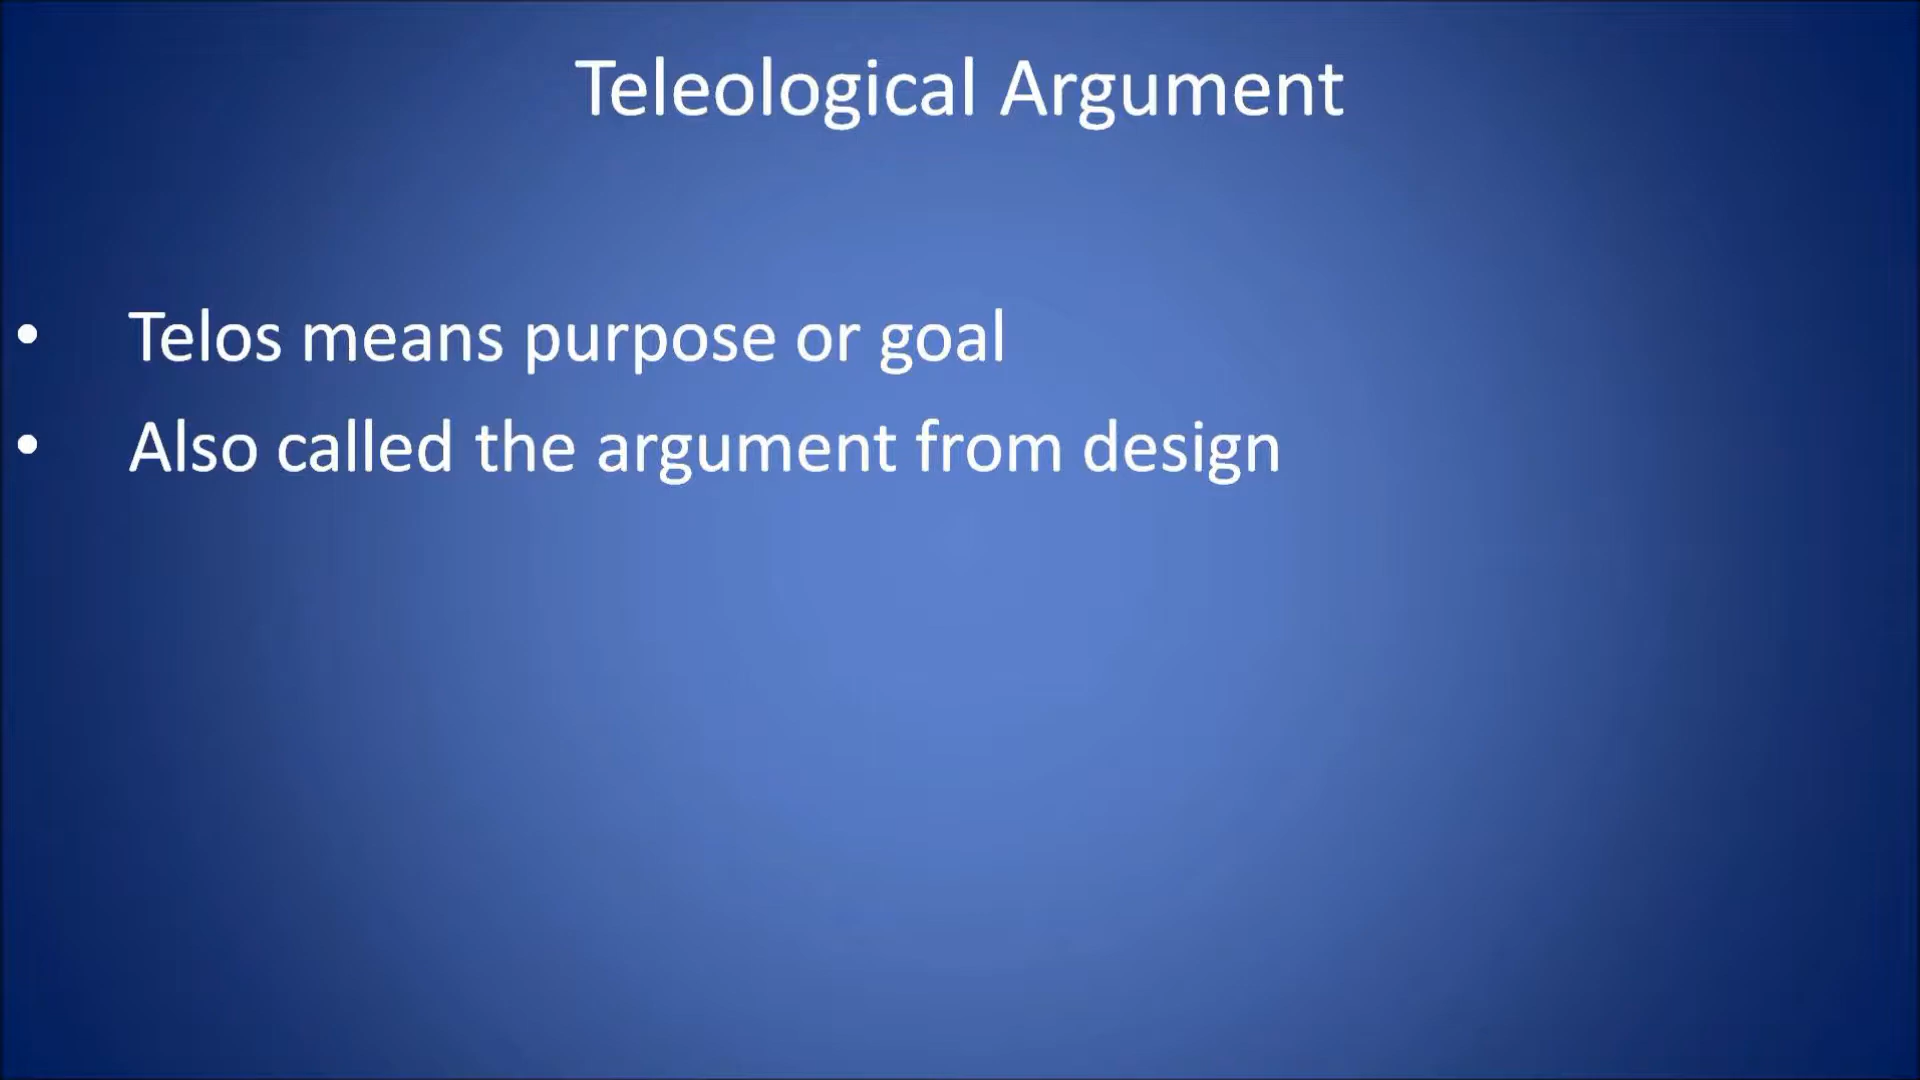 Teleological Argument
• Telos means purpose or goal
• Also called the argument from design